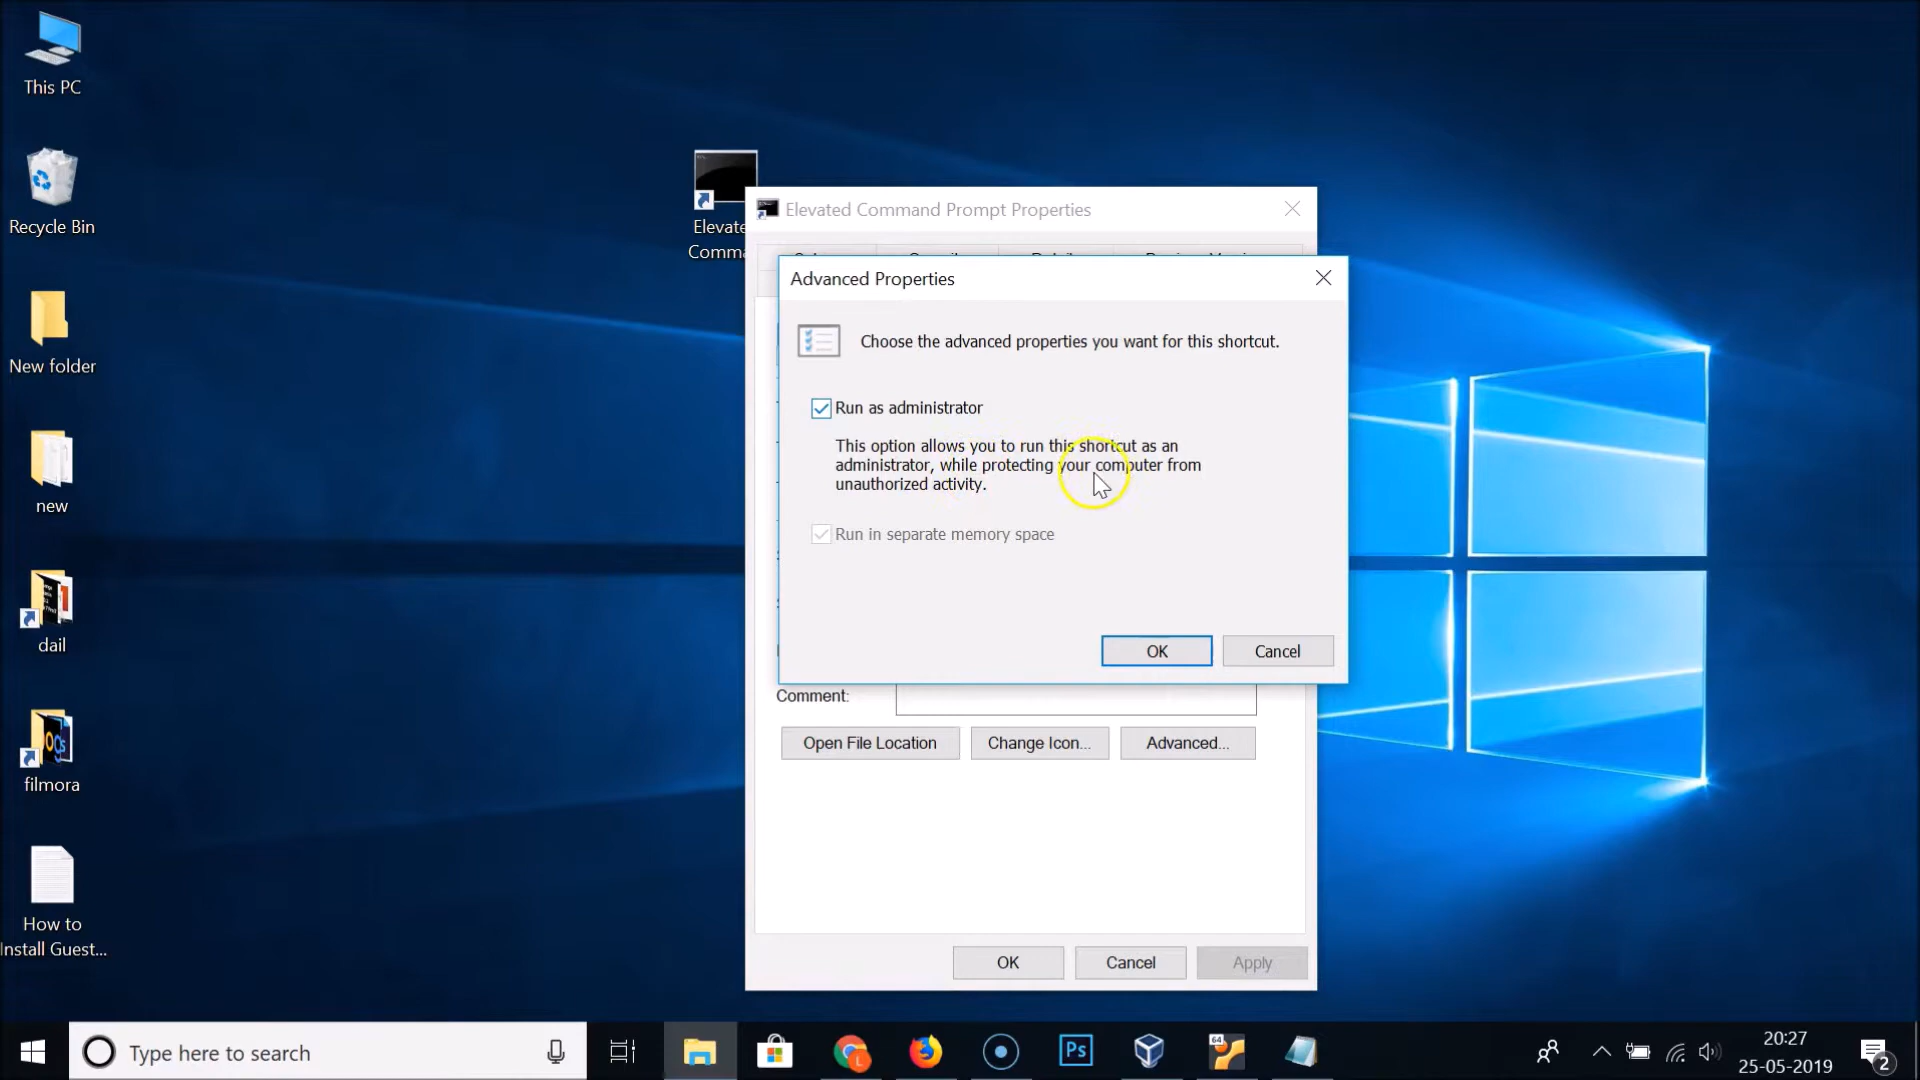 This PC
Recycle Bin
New folder
new
dail
filmora
How to
Install Guest...
Elevate
Comma
Elevated Command Prompt Properties
Advanced Properties
Choose the advanced properties you want for this shortcut.
Run as administrator
This option allows you to run this shortcut as an
administrator, while protecting your computer from
unauthorized activity.
Run in separate memory space
OK
Cancel
Comment:
Open File Location
Change Icon...
Advanced...
OK
Cancel
Apply
Type here to search
Ps
64
20:27
25-05-2019
2